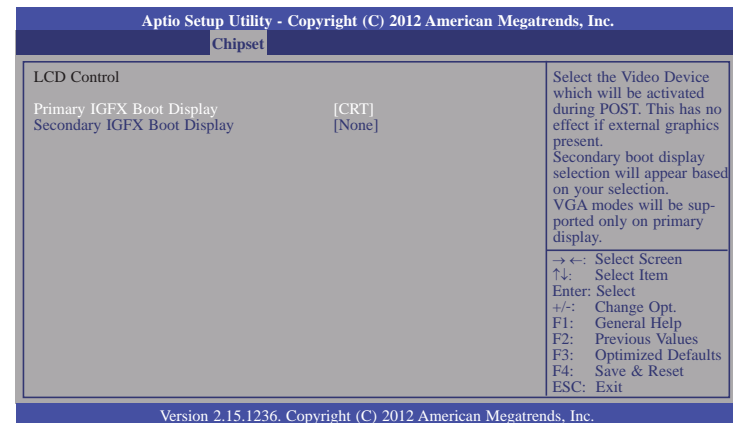 Aptio Setup Utility - Copyright (C) 2012 American Megatrends, Inc.
Chipset
LCD Control
Primary IGFX Boot Display [CRT]
Secondary IGFX Boot Display [None]
Select the Video Device
which will be activated
during POST. This has no
effect if external graphics
present.
Secondary boot display
selection will appear based
on your selection.
VGA modes will be sup-
ported only on primary
display.
→←: Select Screen
↑↓: Select Item
Enter: Select
+/-: Change Opt.
F1: General Help
F2: Previous Values
F3: Optimized Defaults
F4: Save & Reset
ESC: Exit
Version 2.15.1236. Copyright (C) 2012 American Megatrends, Inc.